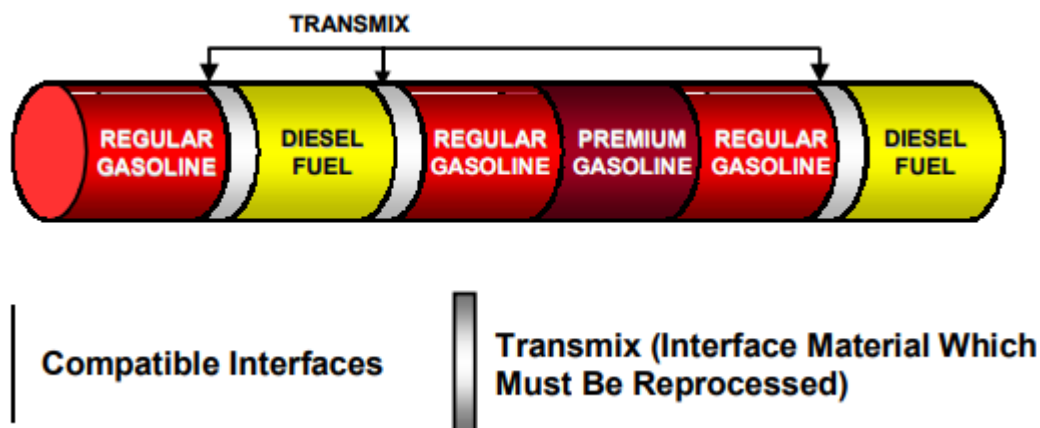 TRANSMIX
REGULAR
GASOLINE
DIESEL
FUEL
REGULAR
GASOLINE
PREMIUM
GASOLINE
REGULAR
GASOLINE
DIESEL
FUEL
Compatible Interfaces
Transmix (Interface Material Which
Must Be Reprocessed)